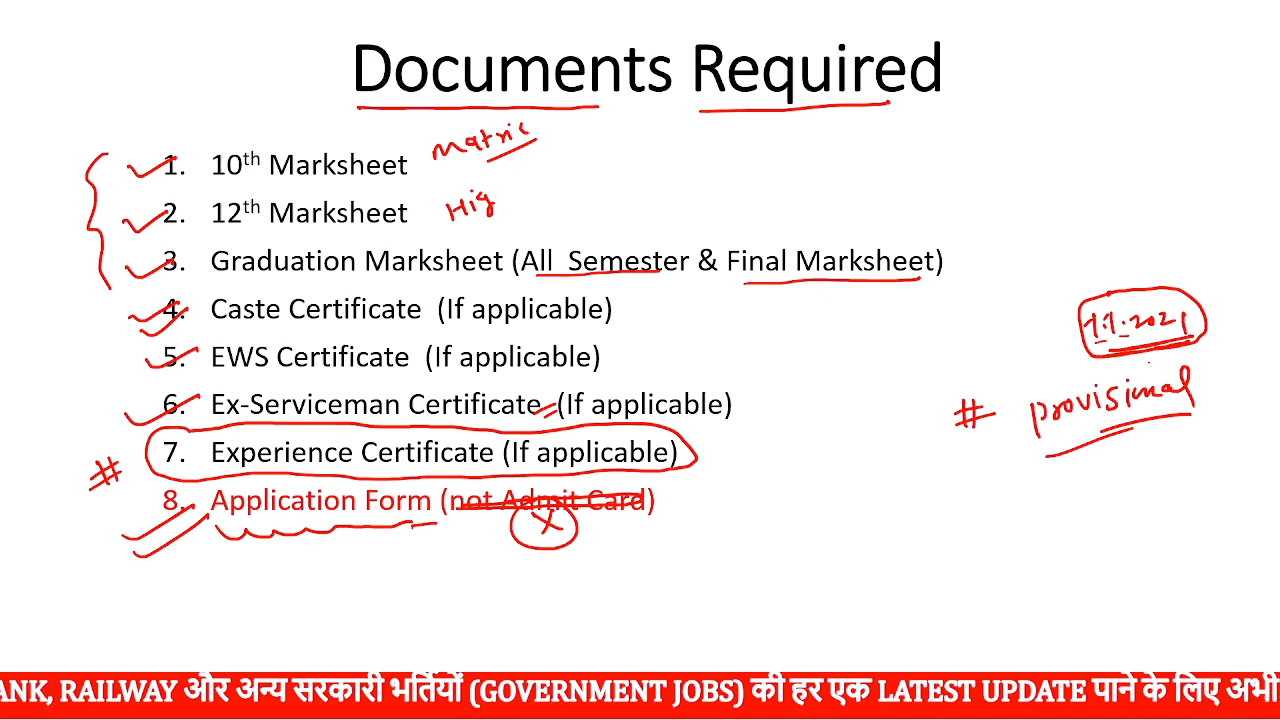 Documents Required
1. 10th Marksheet Matric
2. 12th Marksheet Hig
3. Graduation Marksheet (All Semester & Final Marksheet)
4. Caste Certificate (If applicable)
1.1.2021
5. EWS Certificate (If applicable)
6. Ex-Serviceman Certificate (If applicable)
# provisimal
7. Experience Certificate (If applicable)
#
8. Application Form (not Admit Card)
X
ANK, RAILWAY और अन्य सरकारी भर्तियों (GOVERNMENT JOBS) की हर एक LATEST UPDATE पाने के लिए अभी